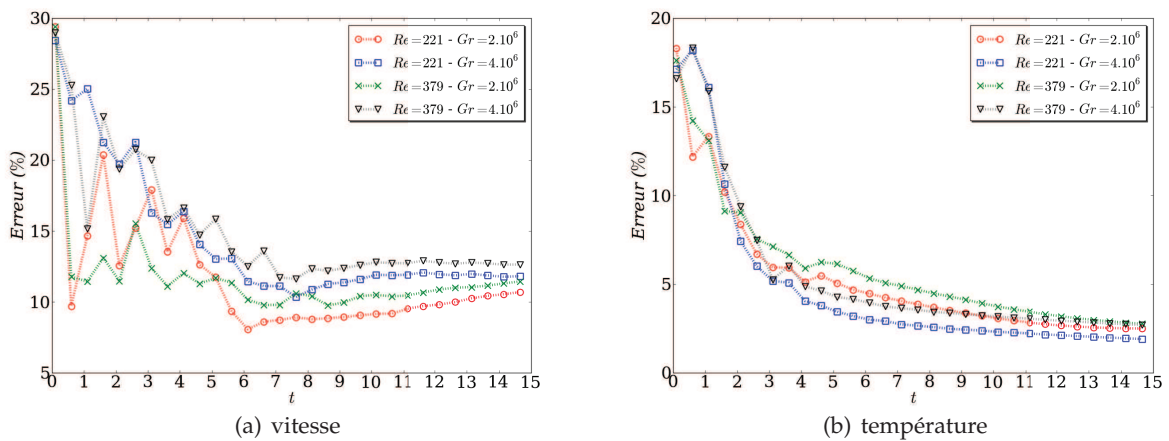 30
25
20
15
10
5
Erreur (%)
0 1 2 3 4 5 6 7 8 9 10 11 12 13 14 15
t
Re=221 - Gr=2.10^6
Re=221 - Gr=4.10^6
Re=379 - Gr=2.10^6
Re=379 - Gr=4.10^6
(a) vitesse
20
15
10
5
0
Erreur (%)
0 1 2 3 4 5 6 7 8 9 10 11 12 13 14 15
t
Re=221 - Gr=2.10^6
Re=221 - Gr=4.10^6
Re=379 - Gr=2.10^6
Re=379 - Gr=4.10^6
(b) température